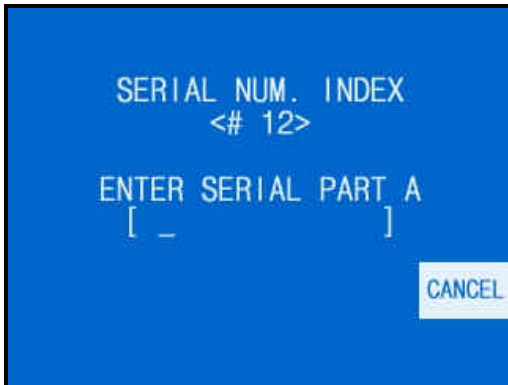 SERIAL NUM. INDEX
<# 12>
ENTER SERIAL PART A
[ _ ]
CANCEL